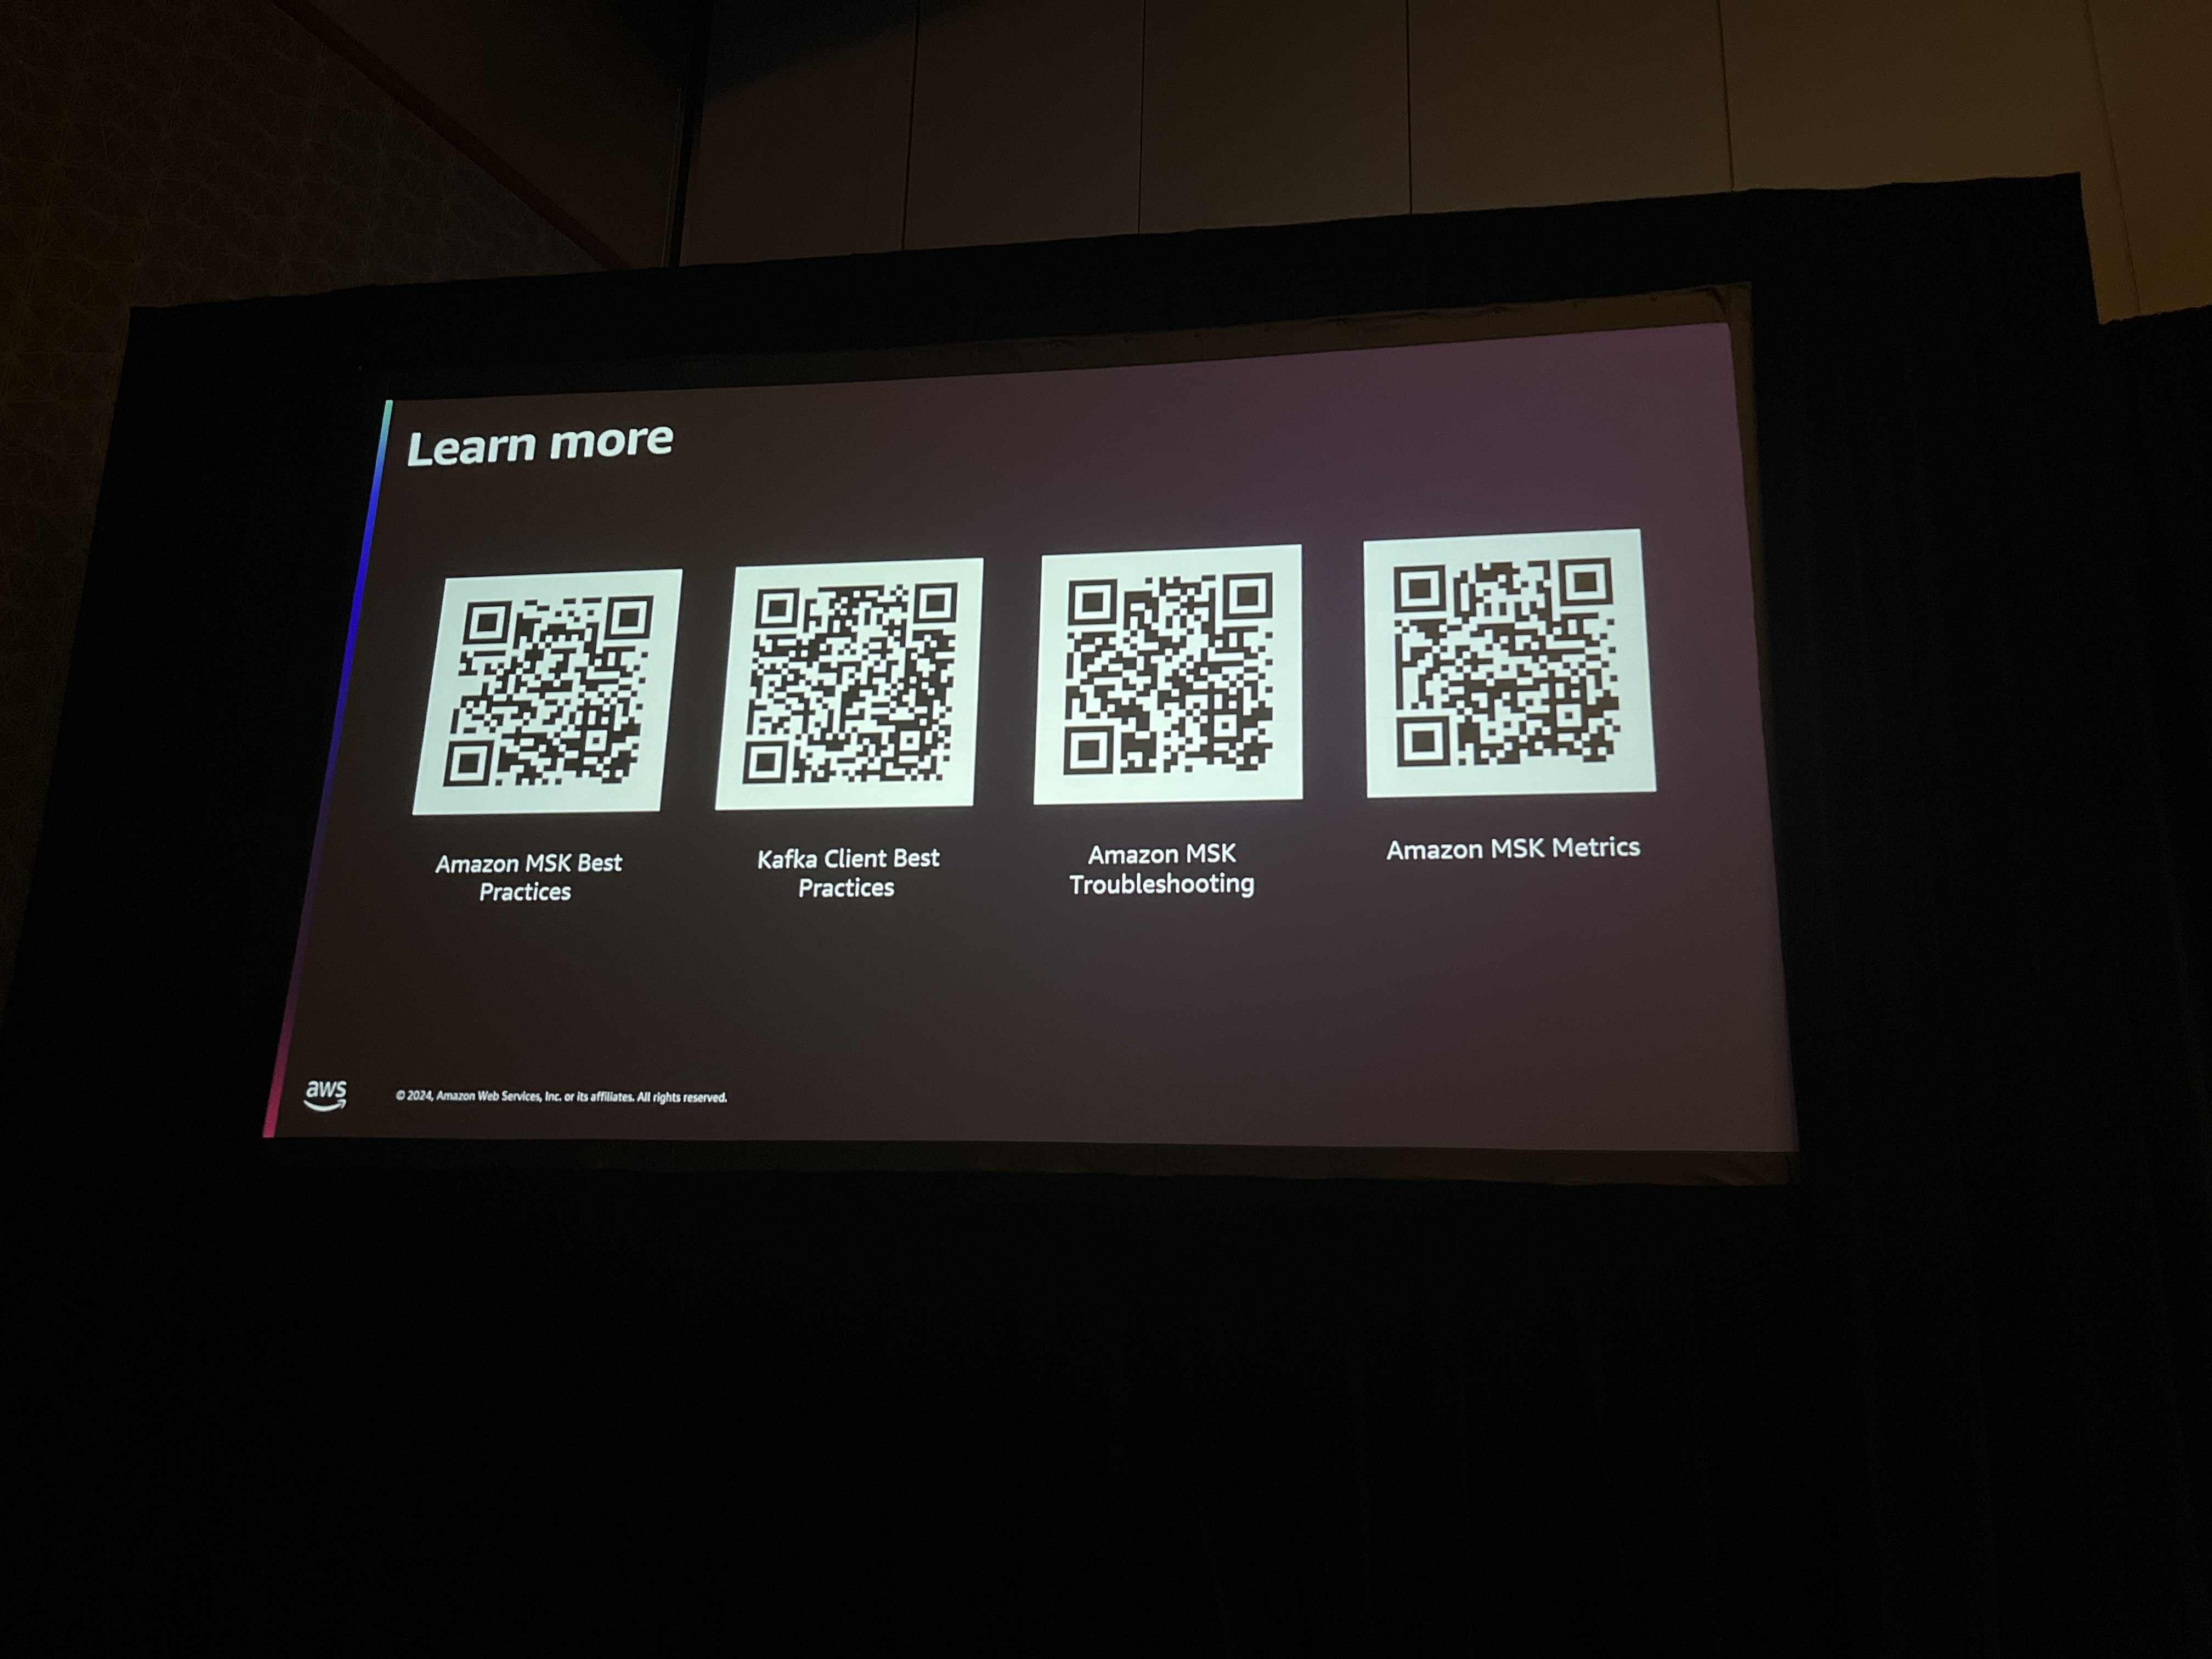 Learn more
Amazon MSK Best
Practices
Kafka Client Best
Practices
Amazon MSK
Troubleshooting
Amazon MSK Metrics
aws
© 2024, Amazon Web Services, Inc. or its affiliates. All rights reserved.